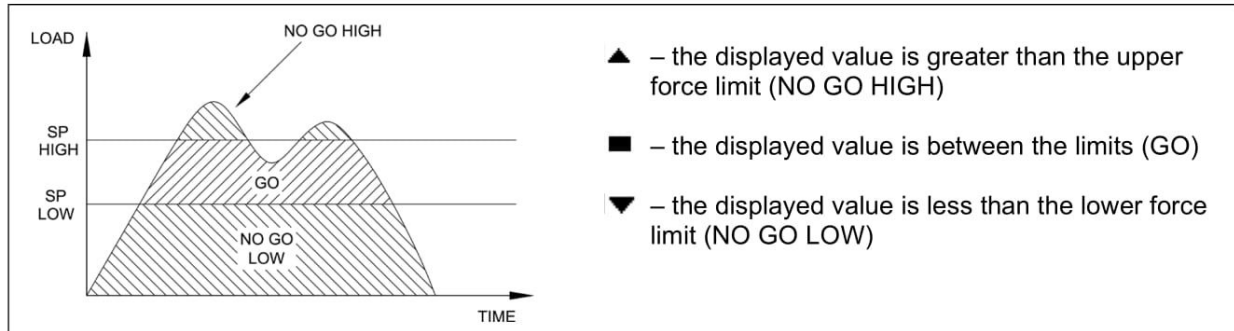 LOAD
NO GO HIGH
SP
HIGH
GO
SP
LOW
NO GO
LOW
TIME
▲ – the displayed value is greater than the upper
force limit (NO GO HIGH)
■ – the displayed value is between the limits (GO)
▼ – the displayed value is less than the lower force
limit (NO GO LOW)